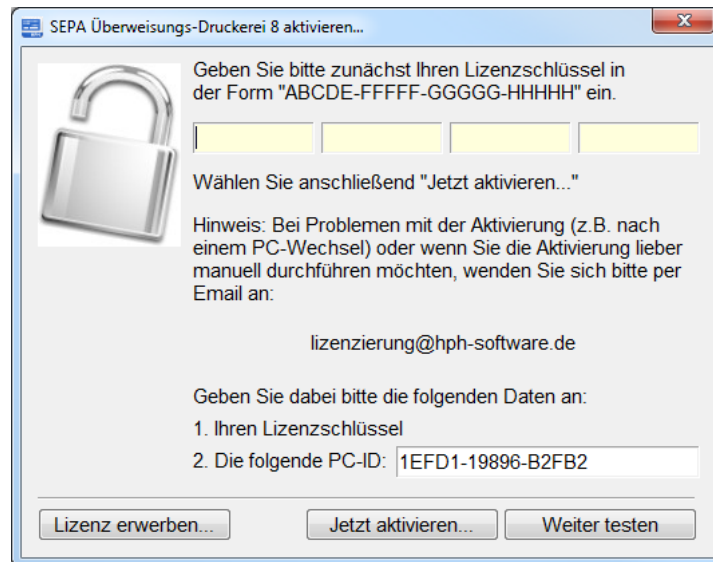 SEPA Überweisungs-Druckerei 8 aktivieren...
Geben Sie bitte zunächst Ihren Lizenzschlüssel in
der Form "ABCDE-FFFFF-GGGGG-HHHHH" ein.
Wählen Sie anschließend "Jetzt aktivieren..."
Hinweis: Bei Problemen mit der Aktivierung (z.B. nach
einem PC-Wechsel) oder wenn Sie die Aktivierung lieber
manuell durchführen möchten, wenden Sie sich bitte per
Email an:
lizenzierung@hph-software.de
Geben Sie dabei bitte die folgenden Daten an:
1. Ihren Lizenzschlüssel
2. Die folgende PC-ID: 1EFD1-19896-B2FB2
Lizenz erwerben... Jetzt aktivieren... Weiter testen